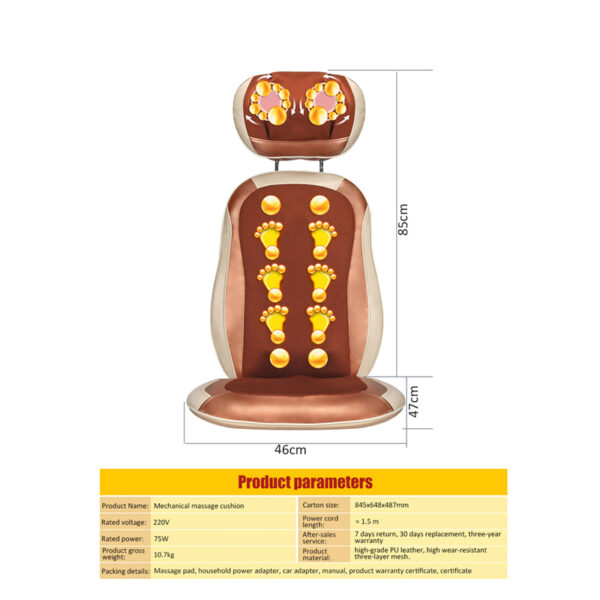 85cm
47cm
46cm
Product parameters
Product Name: Mechanical massage cushion
Carton size: 845x648x487mm
Rated voltage: 220V
Power cord length: ≈ 1.5 m
Rated power: 75W
After-sales service: 7 days return, 30 days replacement, three-year warranty
Product gross weight: 10.7kg
Product material: high-grade PU leather, high wear-resistant three-layer mesh.
Packing details: Massage pad, household power adapter, car adapter, manual, product warranty certificate, certificate